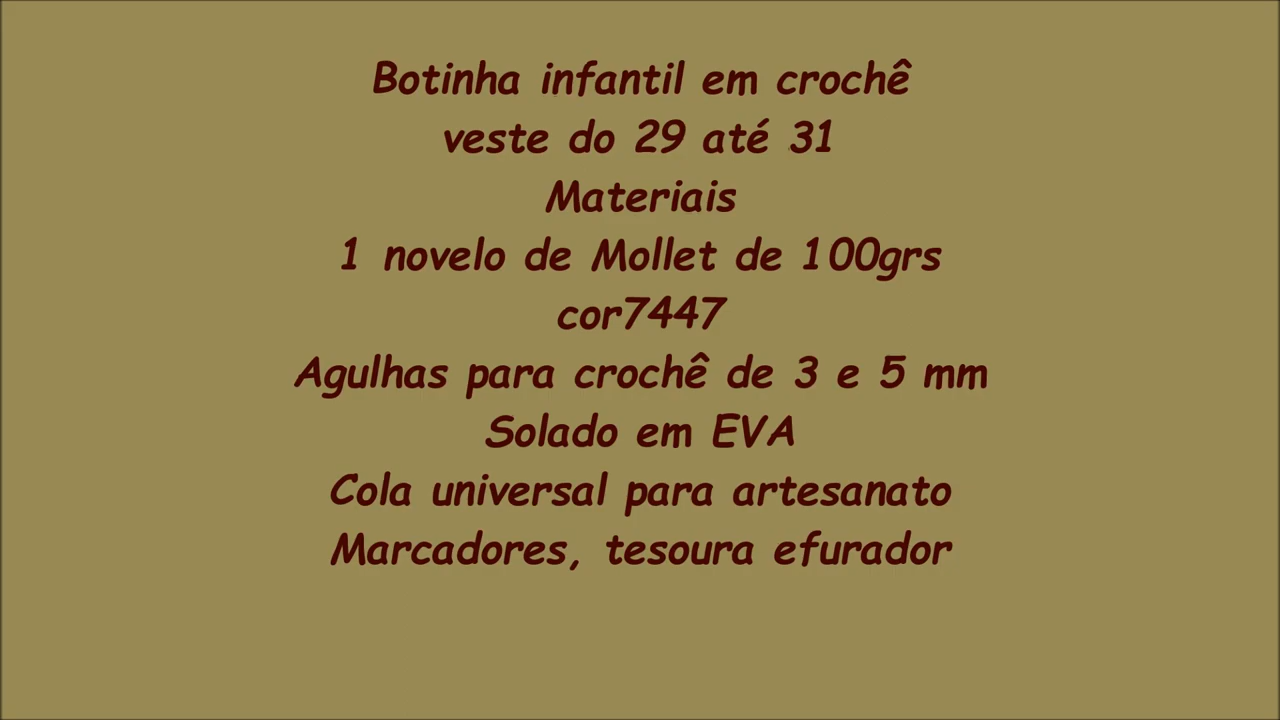 Botinha infantil em crochê
veste do 29 até 31
Materiais
1 novelo de Mollet de 100grs
cor7447
Agulhas para crochê de 3 e 5 mm
Solado em EVA
Cola universal para artesanato
Marcadores, tesoura efurador